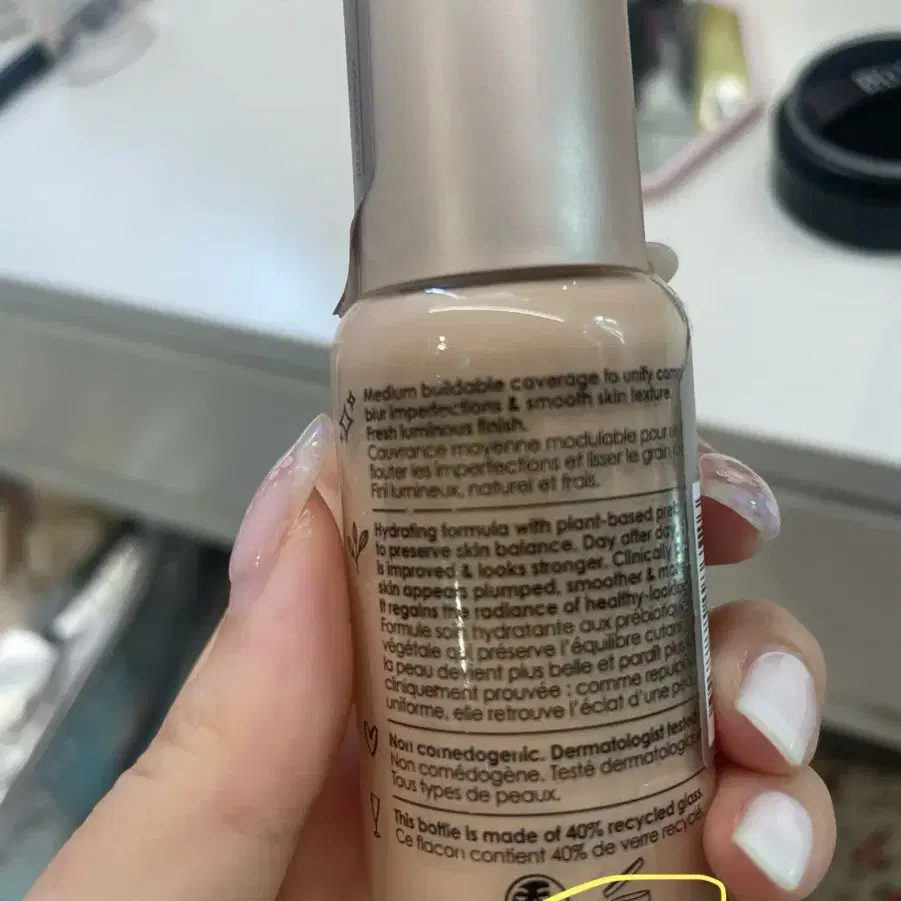 Medium buildable coverage to unify
blur imperfections & smooth skin texture.
Fresh luminous finish.
Couvrance moyenne modulable pour
flouter les imperfections et lisser le grain
Fini lumineux, naturel et frais.
Hydrating formula with plant-based
to preserve skin balance. Day after day
is improved & looks stronger. Clinically
skin appears plumped, smoother &
It regains the radiance of healthy-looking
Formule soin hydratante aux prébiotiques
végétale qui préserve l'équilibre cutané
la peau devient plus belle et paraît plus
cliniquement prouvée : comme repulpée
uniforme, elle retrouve l'éclat d'une
Non comedogenic. Dermatologist tested.
Non comédogène. Testé dermatologiquement
Tous types de peaux.
This bottle is made of 40% recycled glass.
Ce flacon contient 40% de verre recyclé.